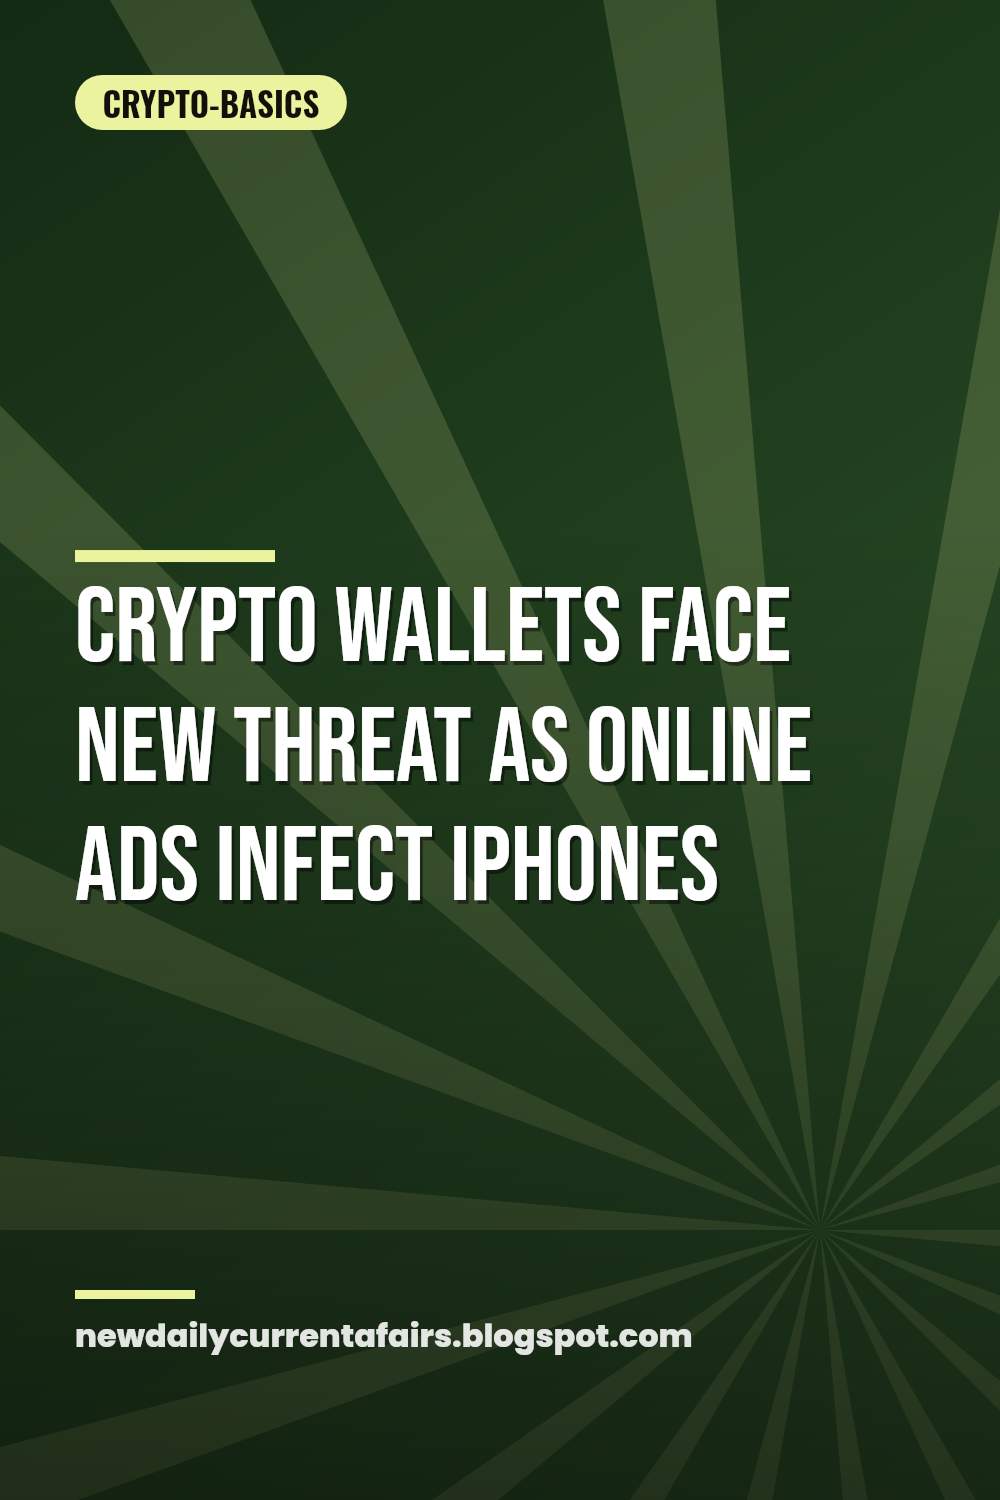 CRYPTO-BASICS
CRYPTO WALLETS FACE
NEW THREAT AS ONLINE
ADS INFECT IPHONES
newdailycurrentafairs.blogspot.com